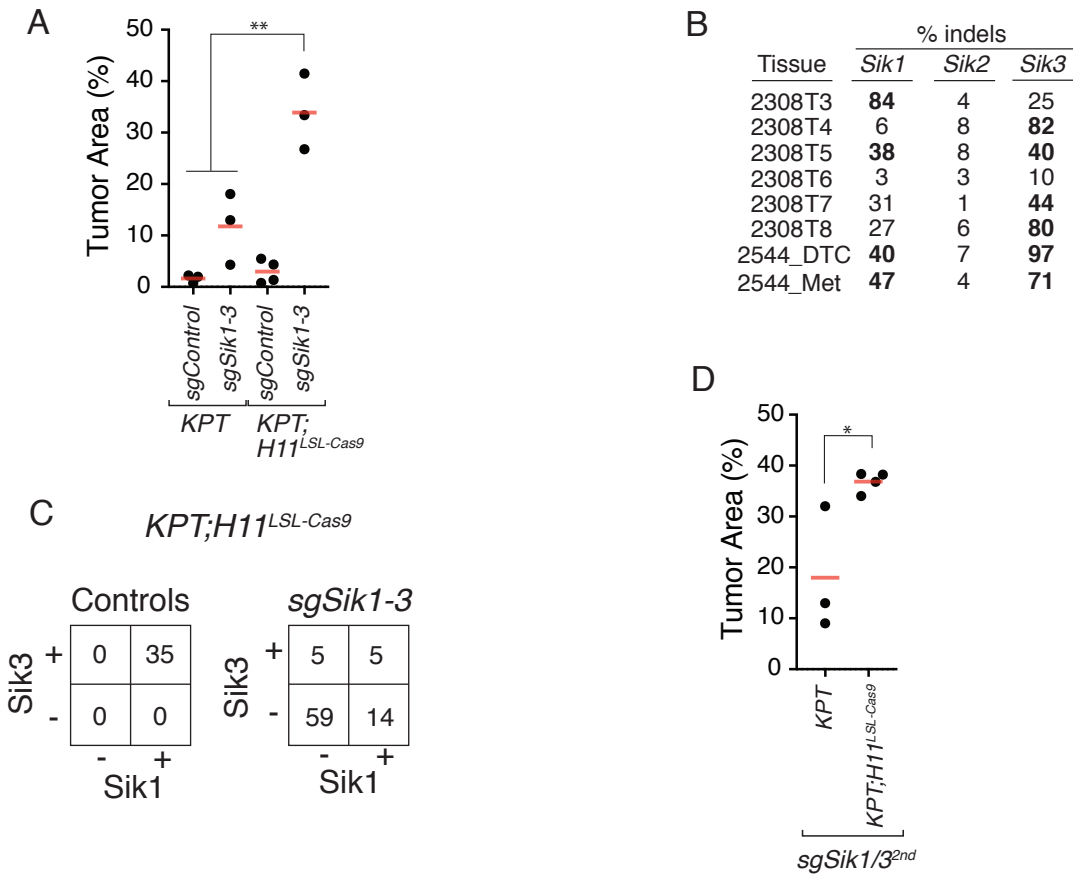 A
Tumor Area (%)
50
40
30
20
10
0
**
sgControl
sgSik1-3
sgControl
sgSik1-3
KPT
KPT;
H11LSL-Cas9
B
% indels
Tissue Sik1 Sik2 Sik3
2308T3 84 4 25
2308T4 6 8 82
2308T5 38 8 40
2308T6 3 3 10
2308T7 31 1 44
2308T8 27 6 80
2544_DTC 40 7 97
2544_Met 47 4 71
C
KPT;H11LSL-Cas9
Controls
Sik3
+ 0 35
- 0 0
- +
Sik1
sgSik1-3
Sik3
+ 5 5
- 59 14
- +
Sik1
D
Tumor Area (%)
50
40
30
20
10
0
*
KPT
KPT;H11LSL-Cas9
sgSik1/32nd